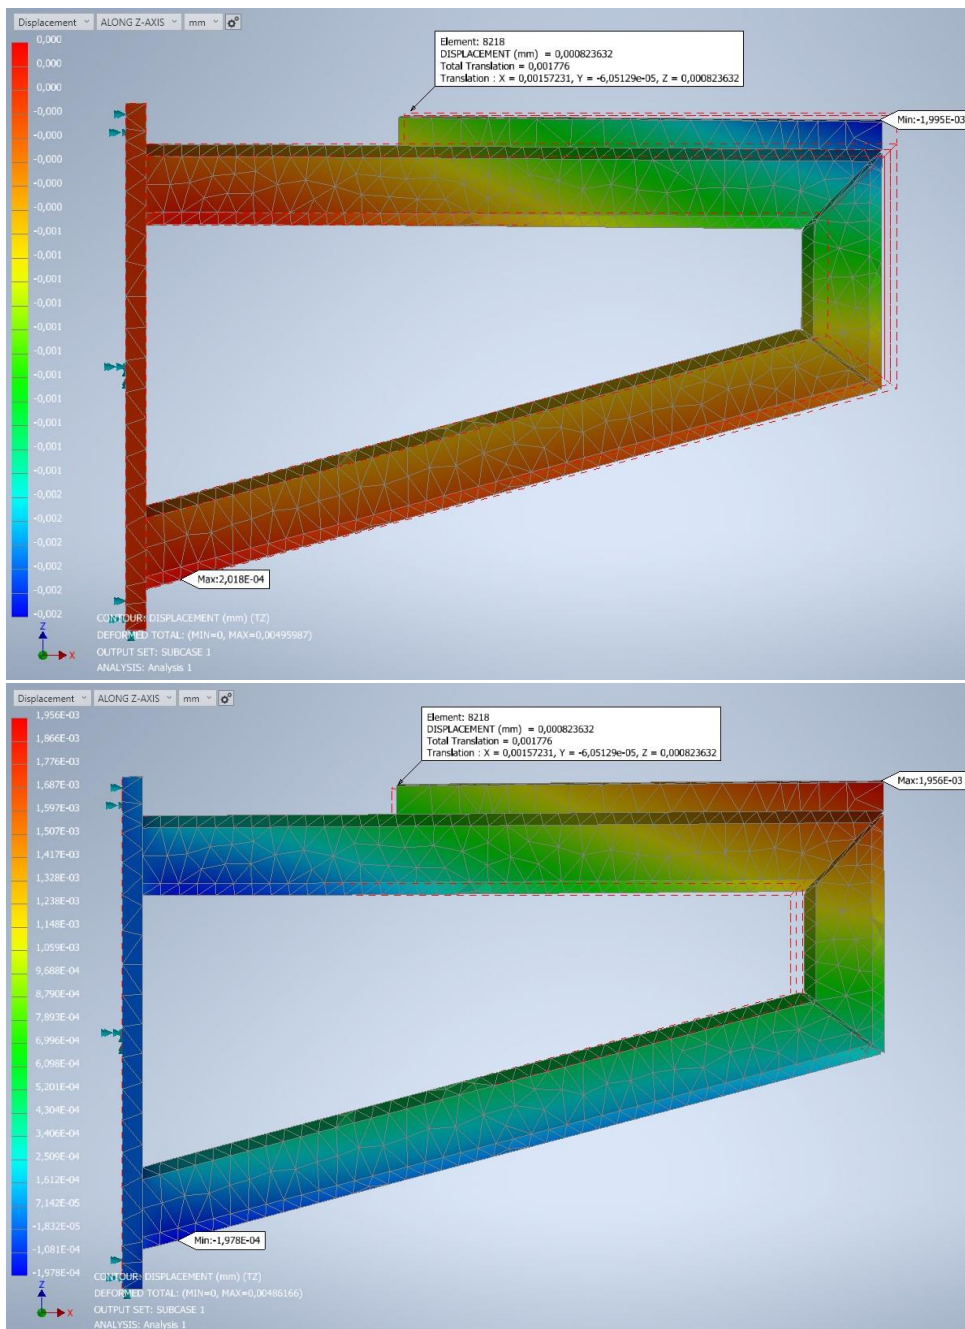 Displacement ALONG Z-AXIS mm
Element: 8218
DISPLACEMENT (mm) = 0,000823632
Total Translation = 0,001776
Translation : X = 0,00157231, Y = -6,05129e-05, Z = 0,000823632
0,000
0,000
0,000
-0,000
-0,000
-0,000
-0,000
-0,000
-0,001
-0,001
-0,001
-0,001
-0,001
-0,001
-0,001
-0,001
-0,001
-0,001
-0,001
-0,002
-0,002
-0,002
-0,002
-0,002
-0,002
Min:-1,995E-03
Max:2,018E-04
CONTOUR: DISPLACEMENT (mm) (TZ)
DEFORMED TOTAL: (MIN=0, MAX=0,00495987)
OUTPUT SET: SUBCASE 1
ANALYSIS: Analysis 1
Z
X
Displacement ALONG Z-AXIS mm
Element: 8218
DISPLACEMENT (mm) = 0,000823632
Total Translation = 0,001776
Translation : X = 0,00157231, Y = -6,05129e-05, Z = 0,000823632
1,956E-03
1,866E-03
1,776E-03
1,687E-03
1,597E-03
1,507E-03
1,417E-03
1,328E-03
1,238E-03
1,148E-03
1,059E-03
9,688E-04
8,790E-04
7,893E-04
6,996E-04
6,098E-04
5,201E-04
4,304E-04
3,406E-04
2,509E-04
1,612E-04
7,142E-05
-1,832E-05
-1,081E-04
-1,978E-04
Max:1,956E-03
Min:-1,978E-04
CONTOUR: DISPLACEMENT (mm) (TZ)
DEFORMED TOTAL: (MIN=0, MAX=0,00486166)
OUTPUT SET: SUBCASE 1
ANALYSIS: Analysis 1
Z
X